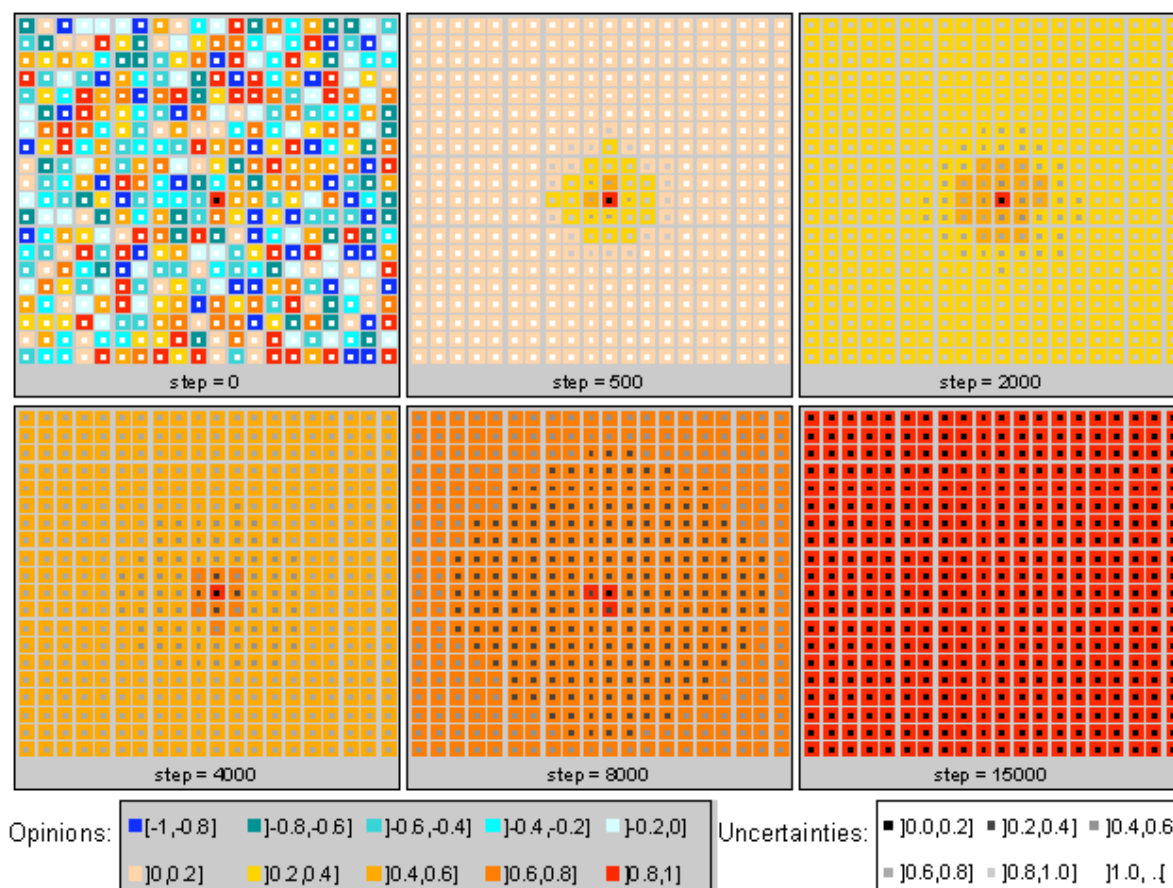 step = 0
step = 500
step = 2000
step = 4000
step = 8000
step = 15000
Opinions: [-1,-0.8] ]-0.8,-0.6] ]-0.6,-0.4] ]-0.4,-0.2] ]-0.2,0] Uncertainties: ]0.0,0.2] ]0.2,0.4] ]0.4,0.6
]0,0.2] ]0.2,0.4] ]0.4,0.6] ]0.6,0.8] ]0.8,1] ]0.6,0.8] ]0.8,1.0] ]1.0, ..[